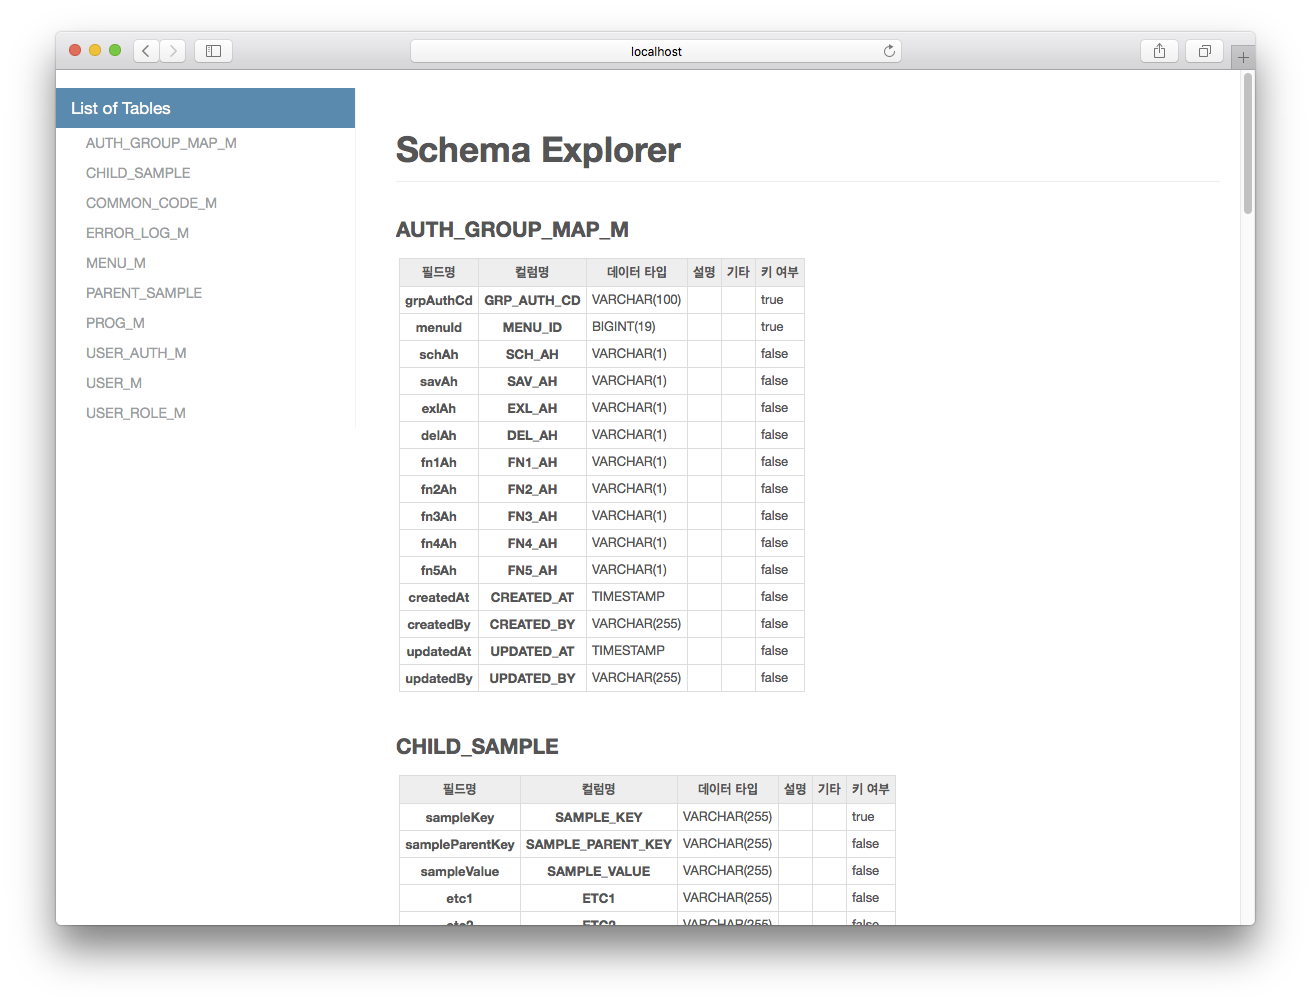 localhost
List of Tables
AUTH_GROUP_MAP_M
CHILD_SAMPLE
COMMON_CODE_M
ERROR_LOG_M
MENU_M
PARENT_SAMPLE
PROG_M
USER_AUTH_M
USER_M
USER_ROLE_M
Schema Explorer
AUTH_GROUP_MAP_M
필드명 컬럼명 데이터 타입 설명 기타 키 여부
grpAuthCd GRP_AUTH_CD VARCHAR(100) true
menuId MENU_ID BIGINT(19) true
schAh SCH_AH VARCHAR(1) false
savAh SAV_AH VARCHAR(1) false
exlAh EXL_AH VARCHAR(1) false
delAh DEL_AH VARCHAR(1) false
fn1Ah FN1_AH VARCHAR(1) false
fn2Ah FN2_AH VARCHAR(1) false
fn3Ah FN3_AH VARCHAR(1) false
fn4Ah FN4_AH VARCHAR(1) false
fn5Ah FN5_AH VARCHAR(1) false
createdAt CREATED_AT TIMESTAMP false
createdBy CREATED_BY VARCHAR(255) false
updatedAt UPDATED_AT TIMESTAMP false
updatedBy UPDATED_BY VARCHAR(255) false
CHILD_SAMPLE
필드명 컬럼명 데이터 타입 설명 기타 키 여부
sampleKey SAMPLE_KEY VARCHAR(255) true
sampleParentKey SAMPLE_PARENT_KEY VARCHAR(255) false
sampleValue SAMPLE_VALUE VARCHAR(255) false
etc1 ETC1 VARCHAR(255) false
etc2 ETC2 VARCHAR(255) false